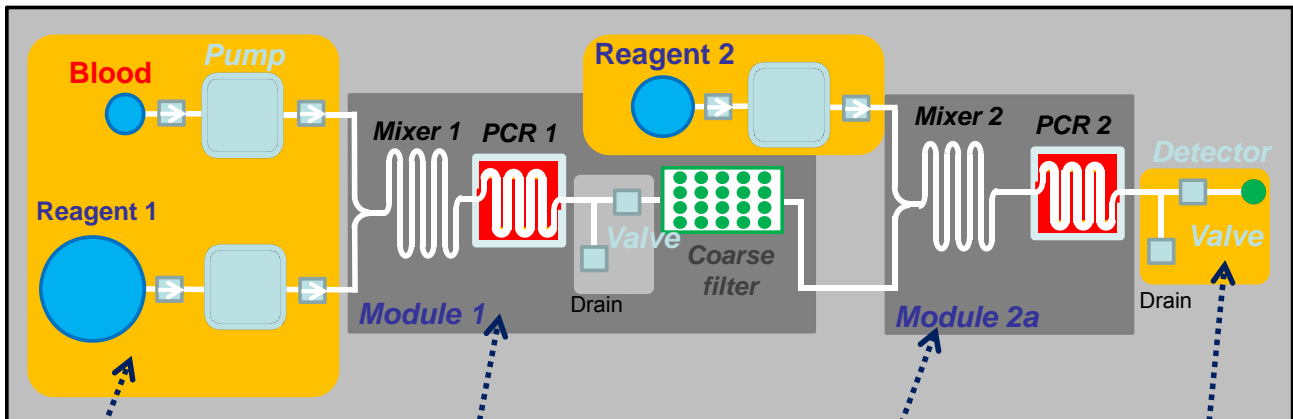 Pump
Blood
Reagent 1
Mixer 1
PCR 1
Valve
Drain
Coarse
filter
Module 1
Reagent 2
Mixer 2
PCR 2
Module 2a
Detector
Valve
Drain